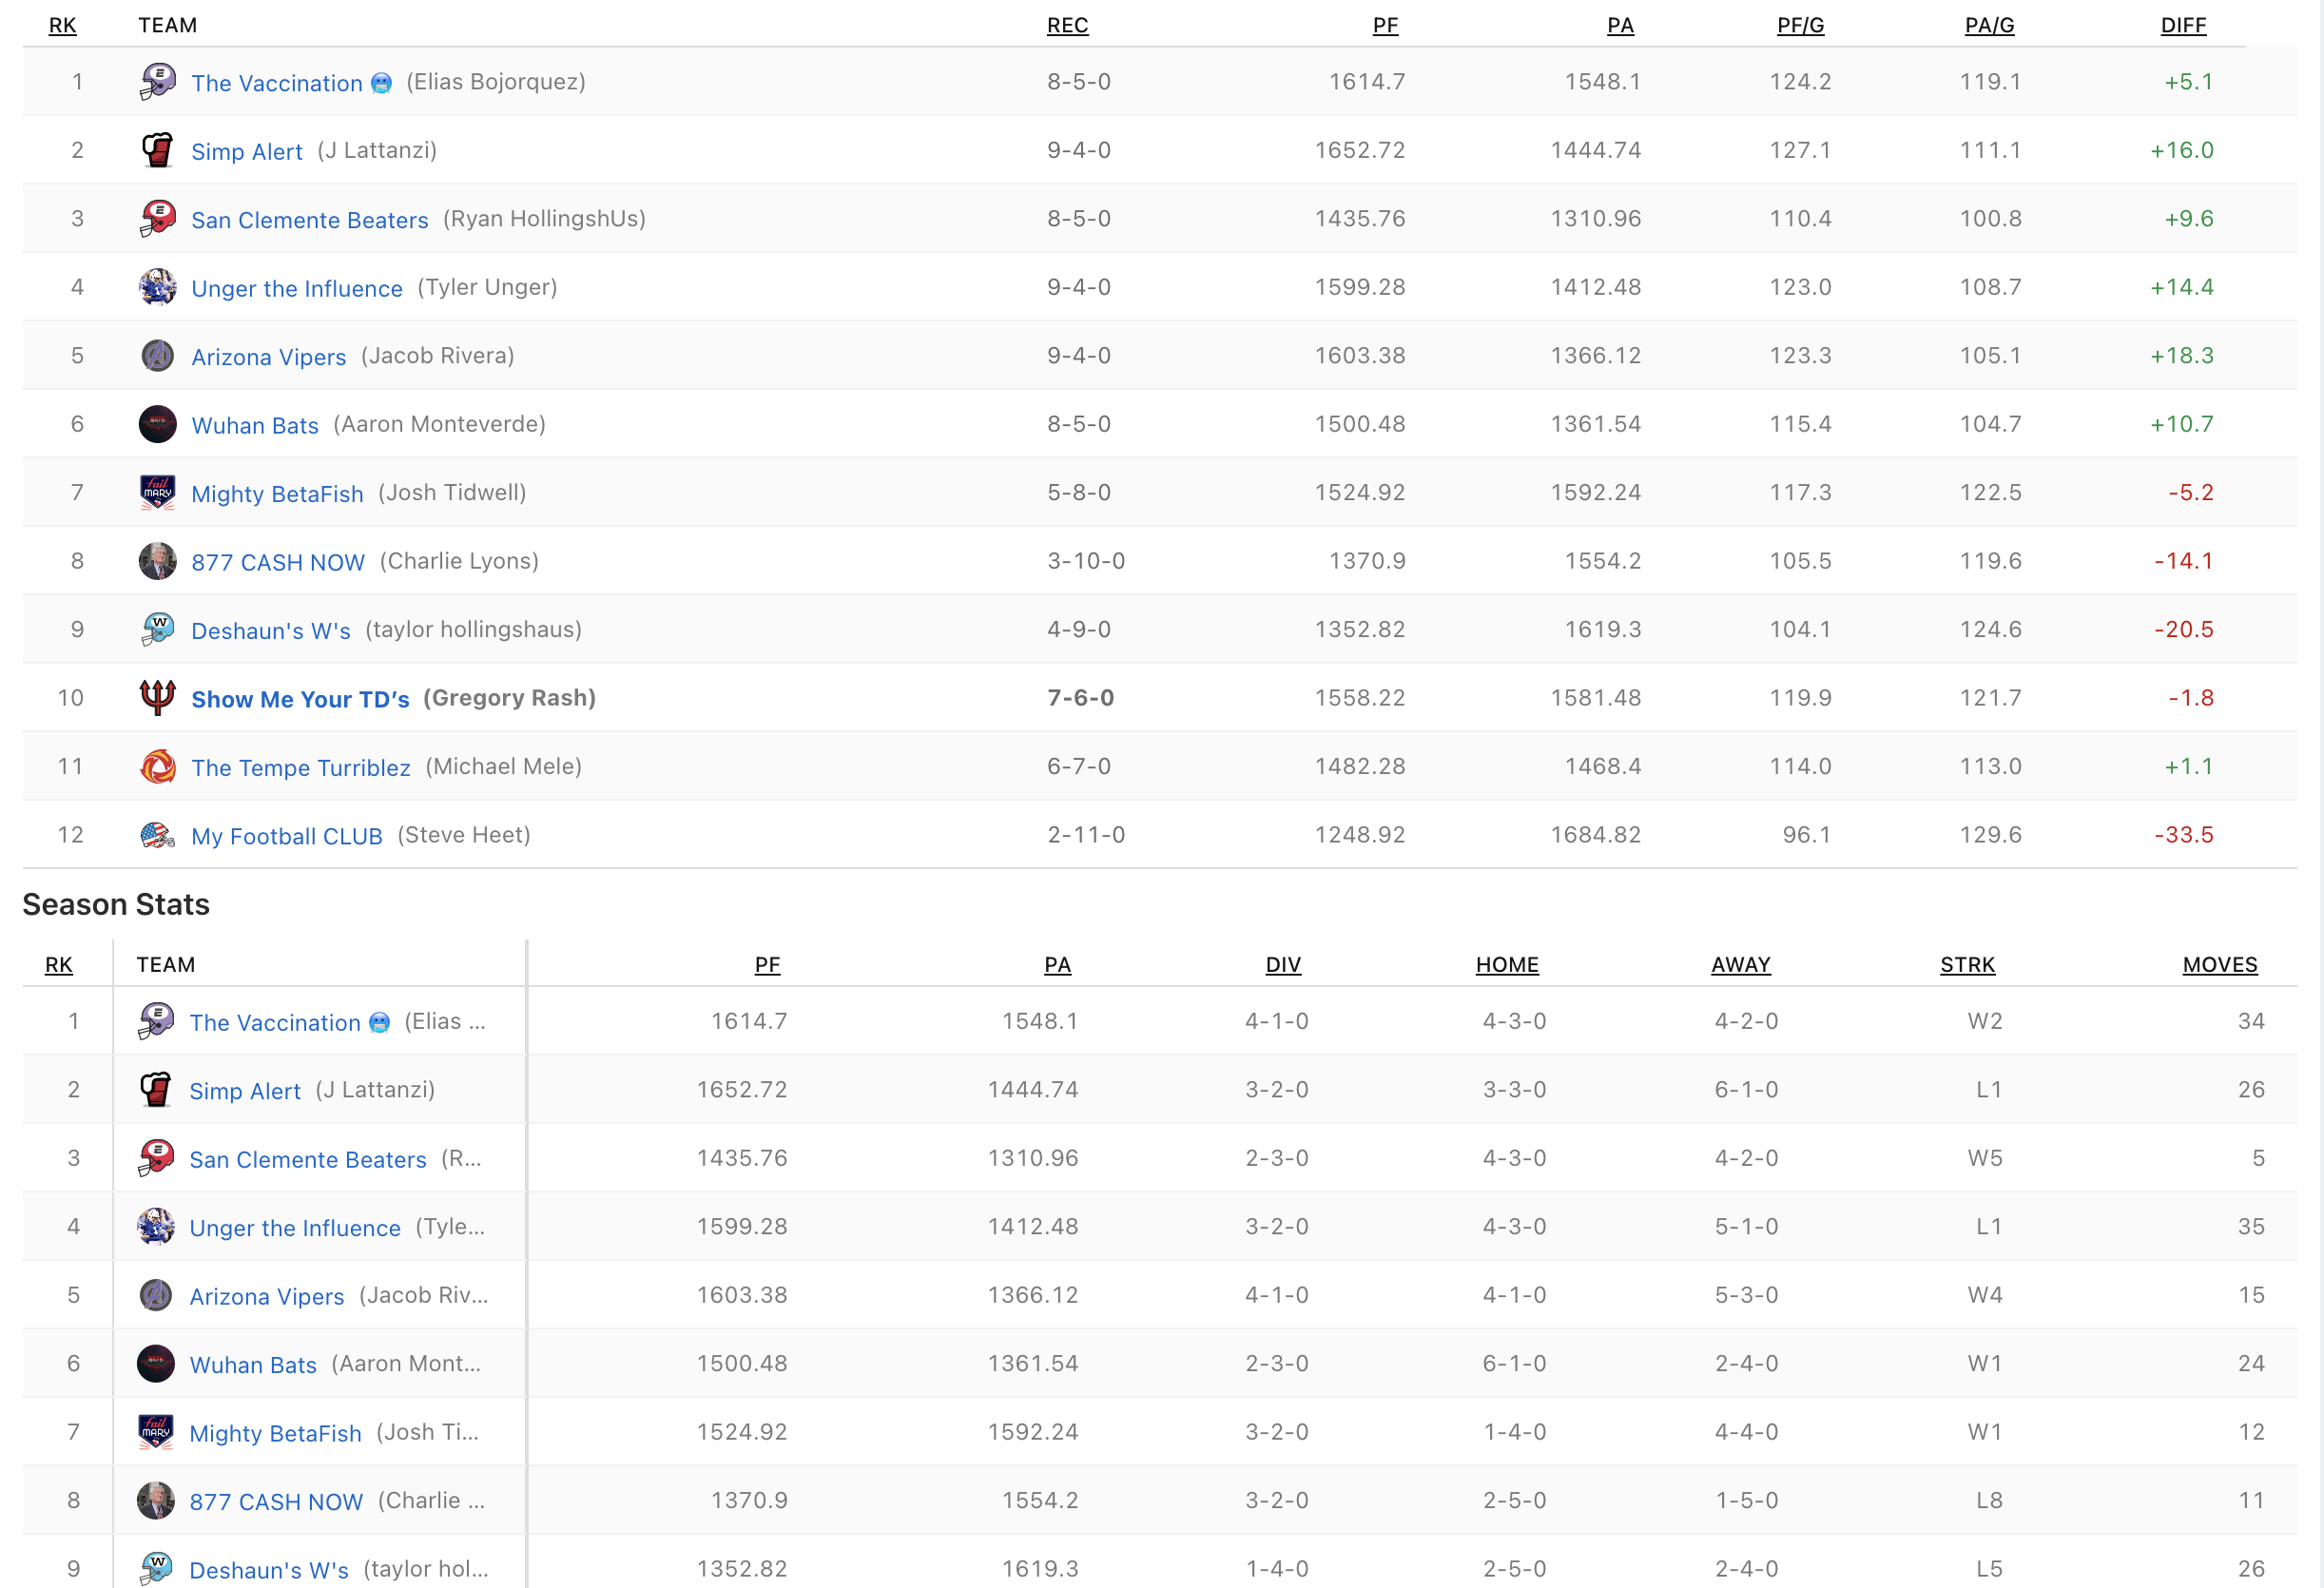 RK TEAM REC PF PA PF/G PA/G DIFF
1 The Vaccination 🥶 (Elias Bojorquez) 8-5-0 1614.7 1548.1 124.2 119.1 +5.1
2 Simp Alert (J Lattanzi) 9-4-0 1652.72 1444.74 127.1 111.1 +16.0
3 San Clemente Beaters (Ryan HollingshUs) 8-5-0 1435.76 1310.96 110.4 100.8 +9.6
4 Unger the Influence (Tyler Unger) 9-4-0 1599.28 1412.48 123.0 108.7 +14.4
5 Arizona Vipers (Jacob Rivera) 9-4-0 1603.38 1366.12 123.3 105.1 +18.3
6 Wuhan Bats (Aaron Monteverde) 8-5-0 1500.48 1361.54 115.4 104.7 +10.7
7 Mighty BetaFish (Josh Tidwell) 5-8-0 1524.92 1592.24 117.3 122.5 -5.2
8 877 CASH NOW (Charlie Lyons) 3-10-0 1370.9 1554.2 105.5 119.6 -14.1
9 Deshaun's W's (taylor hollingshaus) 4-9-0 1352.82 1619.3 104.1 124.6 -20.5
10 Show Me Your TD’s (Gregory Rash) 7-6-0 1558.22 1581.48 119.9 121.7 -1.8
11 The Tempe Turriblez (Michael Mele) 6-7-0 1482.28 1468.4 114.0 113.0 +1.1
12 My Football CLUB (Steve Heet) 2-11-0 1248.92 1684.82 96.1 129.6 -33.5
Season Stats
RK TEAM PF PA DIV HOME AWAY STRK MOVES
1 The Vaccination 🥶 (Elias ... 1614.7 1548.1 4-1-0 4-3-0 4-2-0 W2 34
2 Simp Alert (J Lattanzi) 1652.72 1444.74 3-2-0 3-3-0 6-1-0 L1 26
3 San Clemente Beaters (R... 1435.76 1310.96 2-3-0 4-3-0 4-2-0 W5 5
4 Unger the Influence (Tyle... 1599.28 1412.48 3-2-0 4-3-0 5-1-0 L1 35
5 Arizona Vipers (Jacob Riv... 1603.38 1366.12 4-1-0 4-1-0 5-3-0 W4 15
6 Wuhan Bats (Aaron Mont... 1500.48 1361.54 2-3-0 6-1-0 2-4-0 W1 24
7 Mighty BetaFish (Josh Ti... 1524.92 1592.24 3-2-0 1-4-0 4-4-0 W1 12
8 877 CASH NOW (Charlie ... 1370.9 1554.2 3-2-0 2-5-0 1-5-0 L8 11
9 Deshaun's W's (taylor hol... 1352.82 1619.3 1-4-0 2-5-0 2-4-0 L5 26